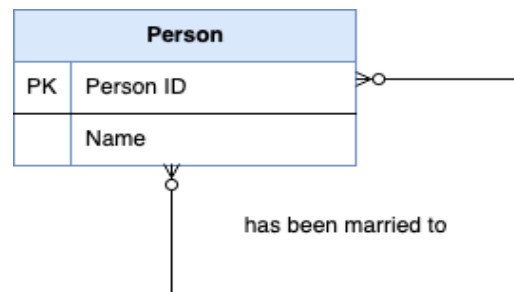 Person
PK Person ID
Name
has been married to